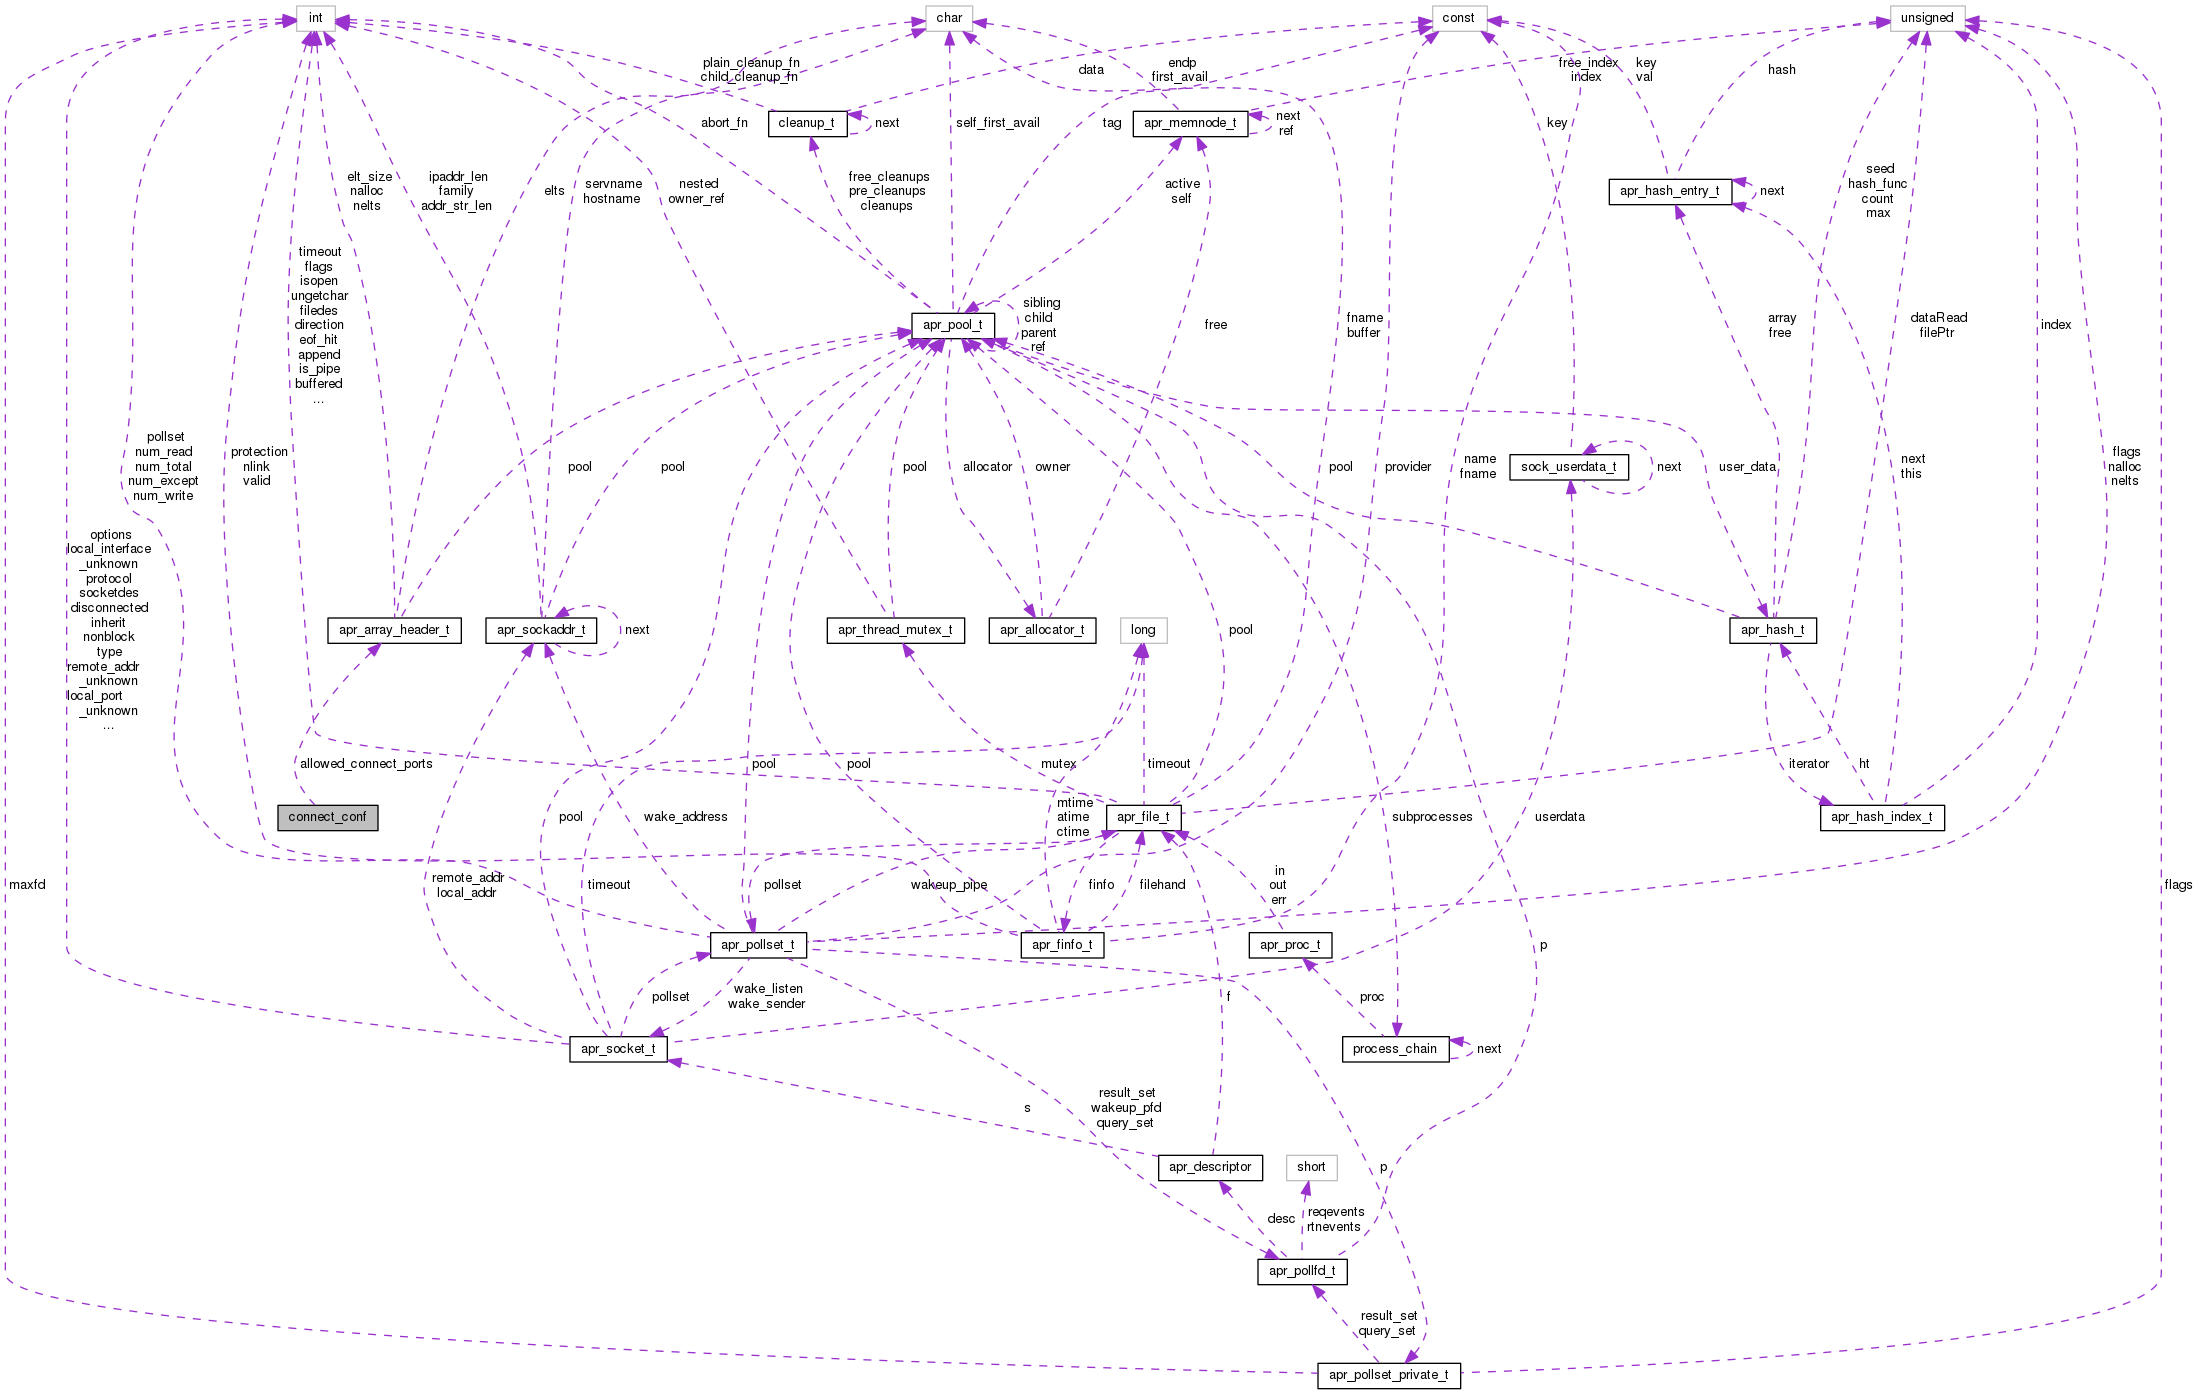 int
char
const
unsigned
plain_cleanup_fn
child_cleanup_fn
data
endp
first_avail
free_index
index
key
val
hash
cleanup_t
next
abort_fn
self_first_avail
tag
apr_memnode_t
next
ref
key
elt_size
nalloc
nelts
ipaddr_len
family
addr_str_len
elts
servname
hostname
nested
owner_ref
free_cleanups
pre_cleanups
cleanups
active
self
apr_hash_entry_t
next
seed
hash_func
count
max
timeout
flags
isopen
ungetchar
filedes
direction
eof_hit
append
is_pipe
buffered
...
apr_pool_t
sibling
child
parent
ref
free
fname
buffer
array
free
dataRead
filePtr
index
pollset
num_read
num_total
num_except
num_write
protection
nlink
valid
pool
pool
pool
allocator
owner
pool
provider
name
fname
sock_userdata_t
next
user_data
next
this
flags
nalloc
nelts
options
local_interface
_unknown
protocol
socketdes
disconnected
inherit
nonblock
type
remote_addr
_unknown
local_port
_unknown
...
apr_array_header_t
apr_sockaddr_t
next
apr_thread_mutex_t
apr_allocator_t
long
pool
apr_hash_t
allowed_connect_ports
pool
pool
mutex
timeout
iterator
ht
connect_conf
pool
wake_address
mtime
atime
ctime
apr_file_t
subprocesses
userdata
apr_hash_index_t
maxfd
remote_addr
local_addr
timeout
pollset
wakeup_pipe
finfo
filehand
in
out
err
flags
apr_pollset_t
apr_finfo_t
apr_proc_t
p
pollset
wake_listen
wake_sender
f
proc
apr_socket_t
process_chain
next
result_set
wakeup_pfd
query_set
s
apr_descriptor
short
p
desc
reqevents
rtnevents
apr_pollfd_t
result_set
query_set
apr_pollset_private_t